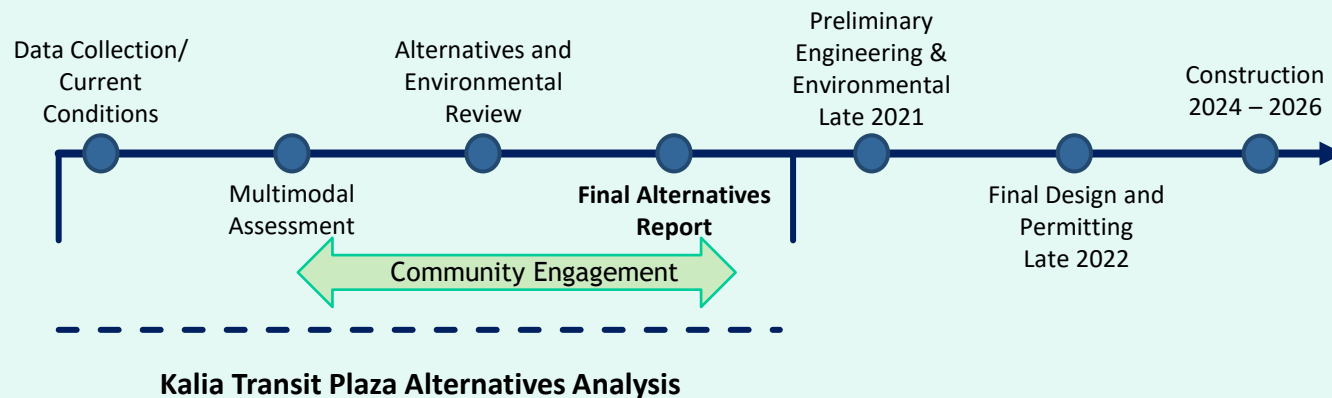 Data Collection/
Current
Conditions
Multimodal
Assessment
Alternatives and
Environmental
Review
Final Alternatives
Report
Preliminary
Engineering &
Environmental
Late 2021
Final Design and
Permitting
Late 2022
Construction
2024 – 2026
Community Engagement
Kalia Transit Plaza Alternatives Analysis